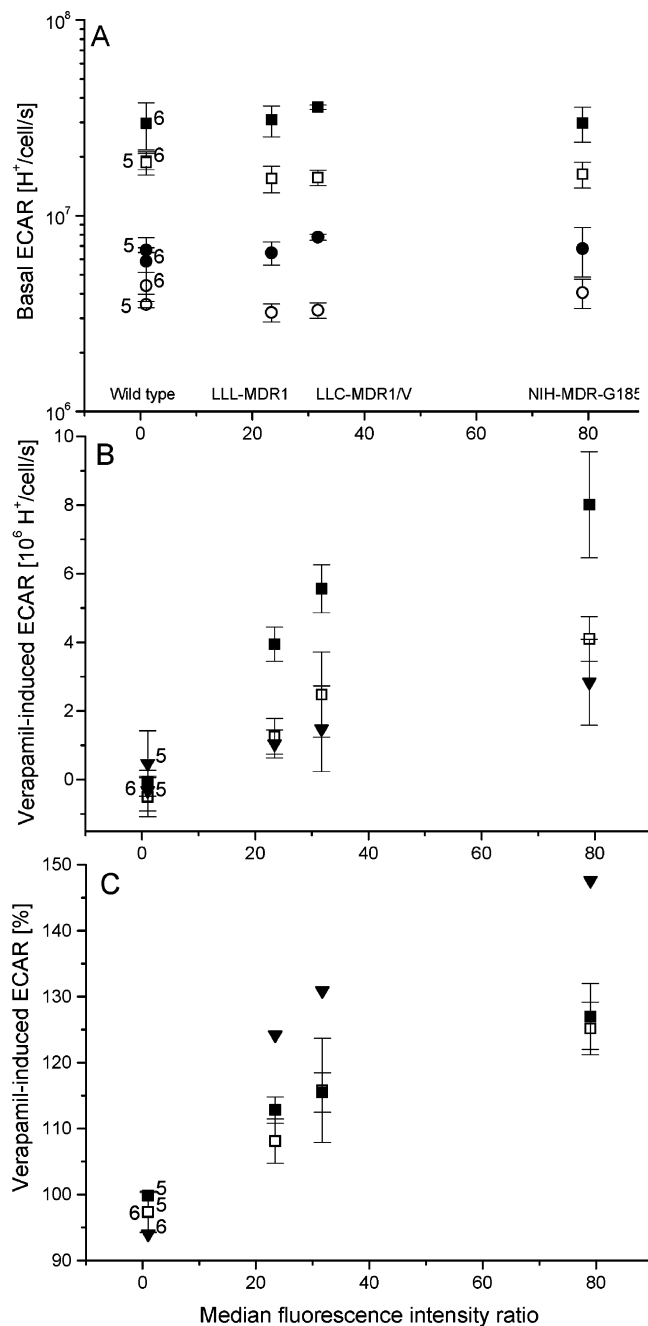 A
Basal ECAR [H+/cell/s]
10^8
10^7
10^6
6
5 6
5 6
6
5
Wild type LLL-MDR1 LLC-MDR1/V NIH-MDR-G185
0 20 40 60 80
B
Verapamil-induced ECAR [10^6 H+/cell/s]
10
8
6
4
2
0
5
6 5
0 20 40 60 80
C
Verapamil-induced ECAR [%]
150
140
130
120
110
100
90
5
5
6 6
0 20 40 60 80
Median fluorescence intensity ratio